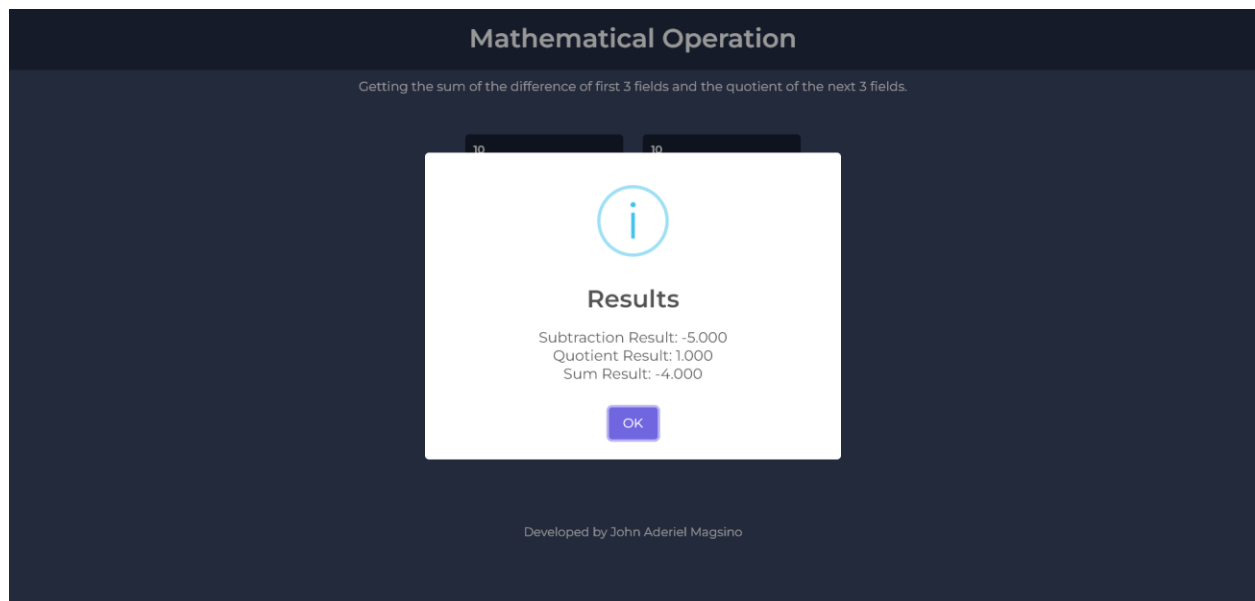 Mathematical Operation
Getting the sum of the difference of first 3 fields and the quotient of the next 3 fields.
10 10
i
Results
Subtraction Result: -5.000
Quotient Result: 1.000
Sum Result: -4.000
OK
Developed by John Aderiel Magsino